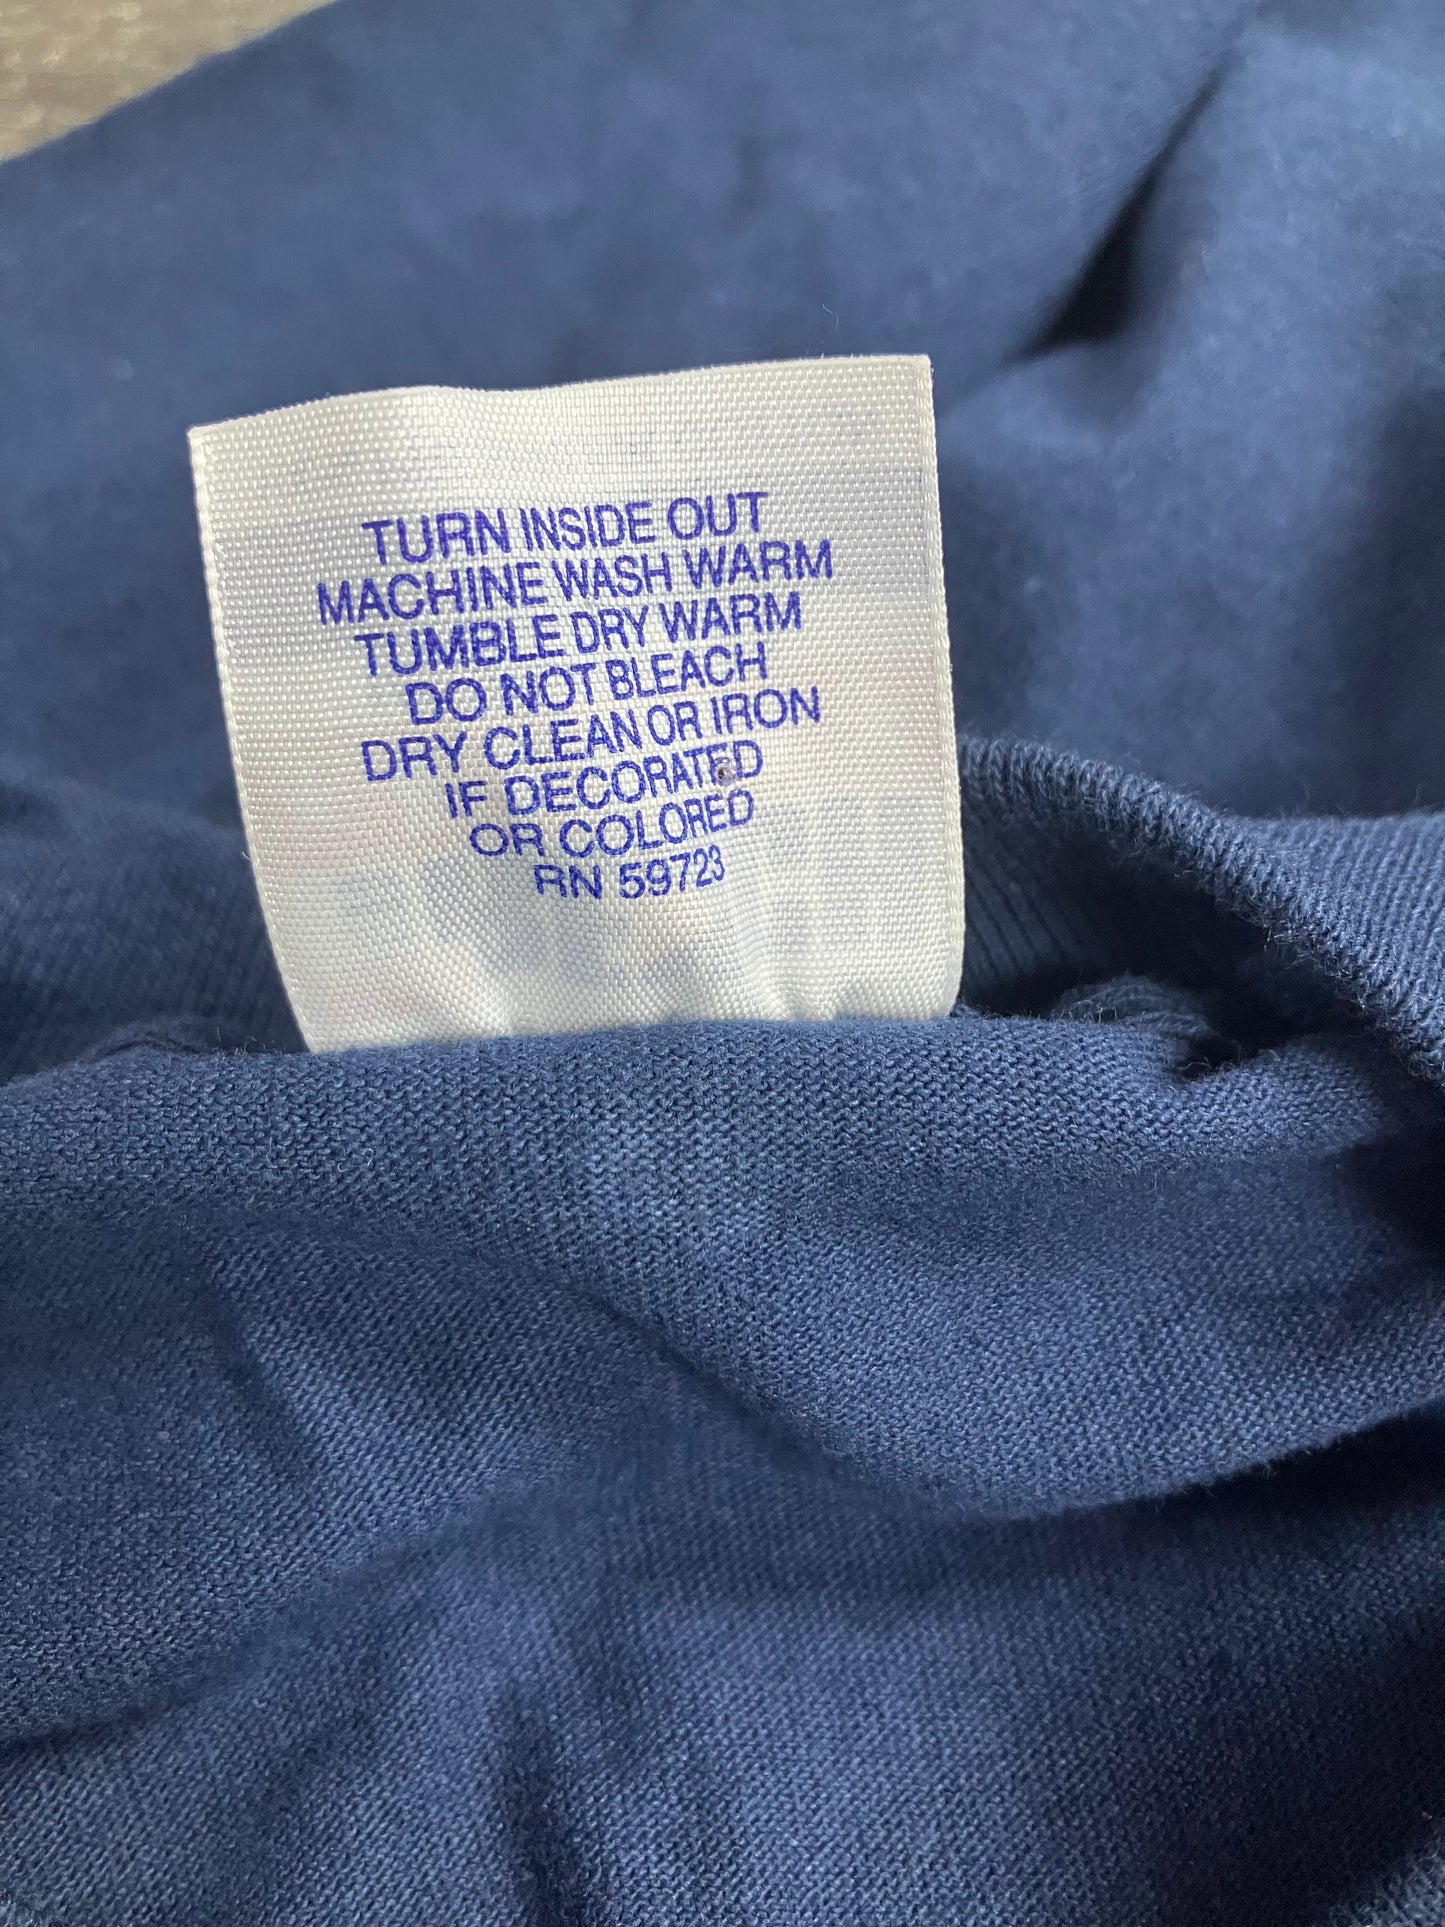 TURN INSIDE OUT
MACHINE WASH WARM
TUMBLE DRY WARM
DO NOT BLEACH
DRY CLEAN OR IRON
IF DECORATED
OR COLORED
RN 59723